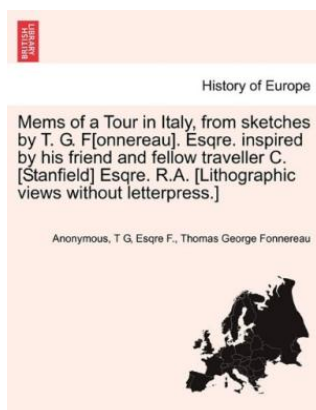 BRITISH
LIBRARY
History of Europe
Mems of a Tour in Italy, from sketches
by T. G. F[onnereau]. Esqre. inspired
by his friend and fellow traveller C.
[Stanfield] Esqre. R.A. [Lithographic
views without letterpress.]
Anonymous, T G, Esqre F., Thomas George Fonnereau